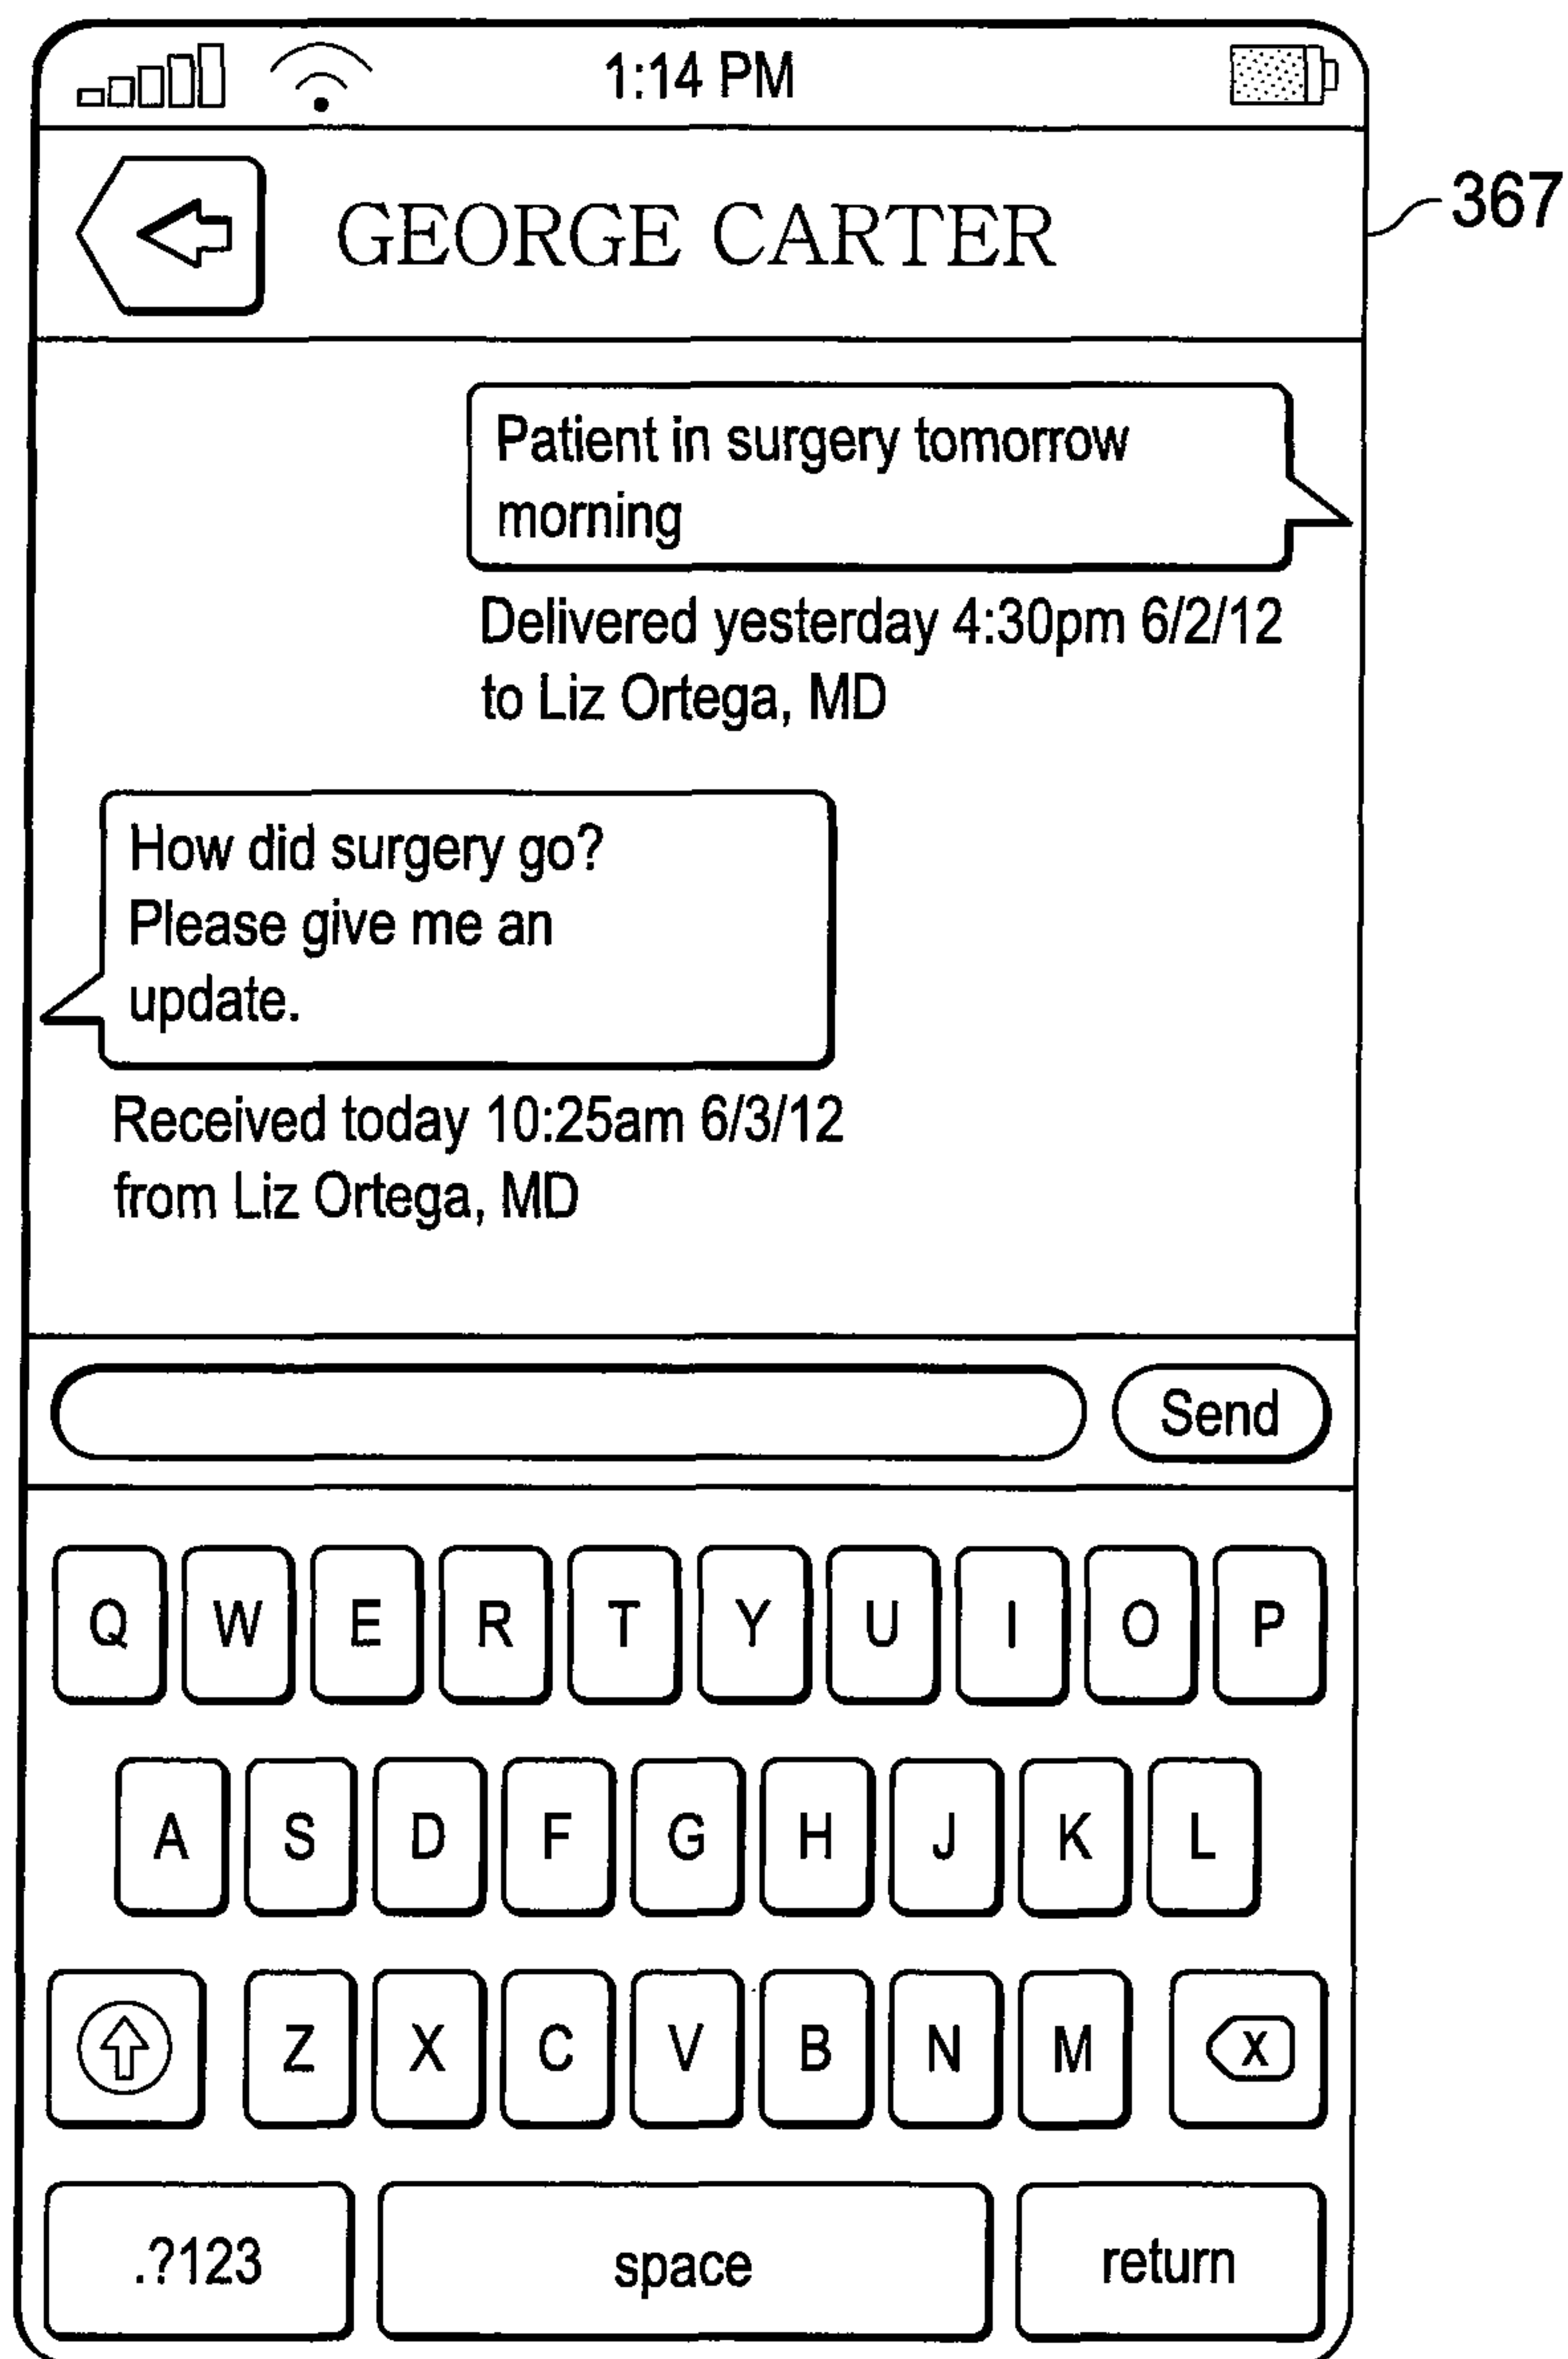 1:14 PM
367
GEORGE CARTER
Patient in surgery tomorrow
morning
Delivered yesterday 4:30pm 6/2/12
to Liz Ortega, MD
How did surgery go?
Please give me an
update.
Received today 10:25am 6/3/12
from Liz Ortega, MD
Send
Q W E R T Y U I O P
A S D F G H J K L
Z X C V B N M X
.?123 space return